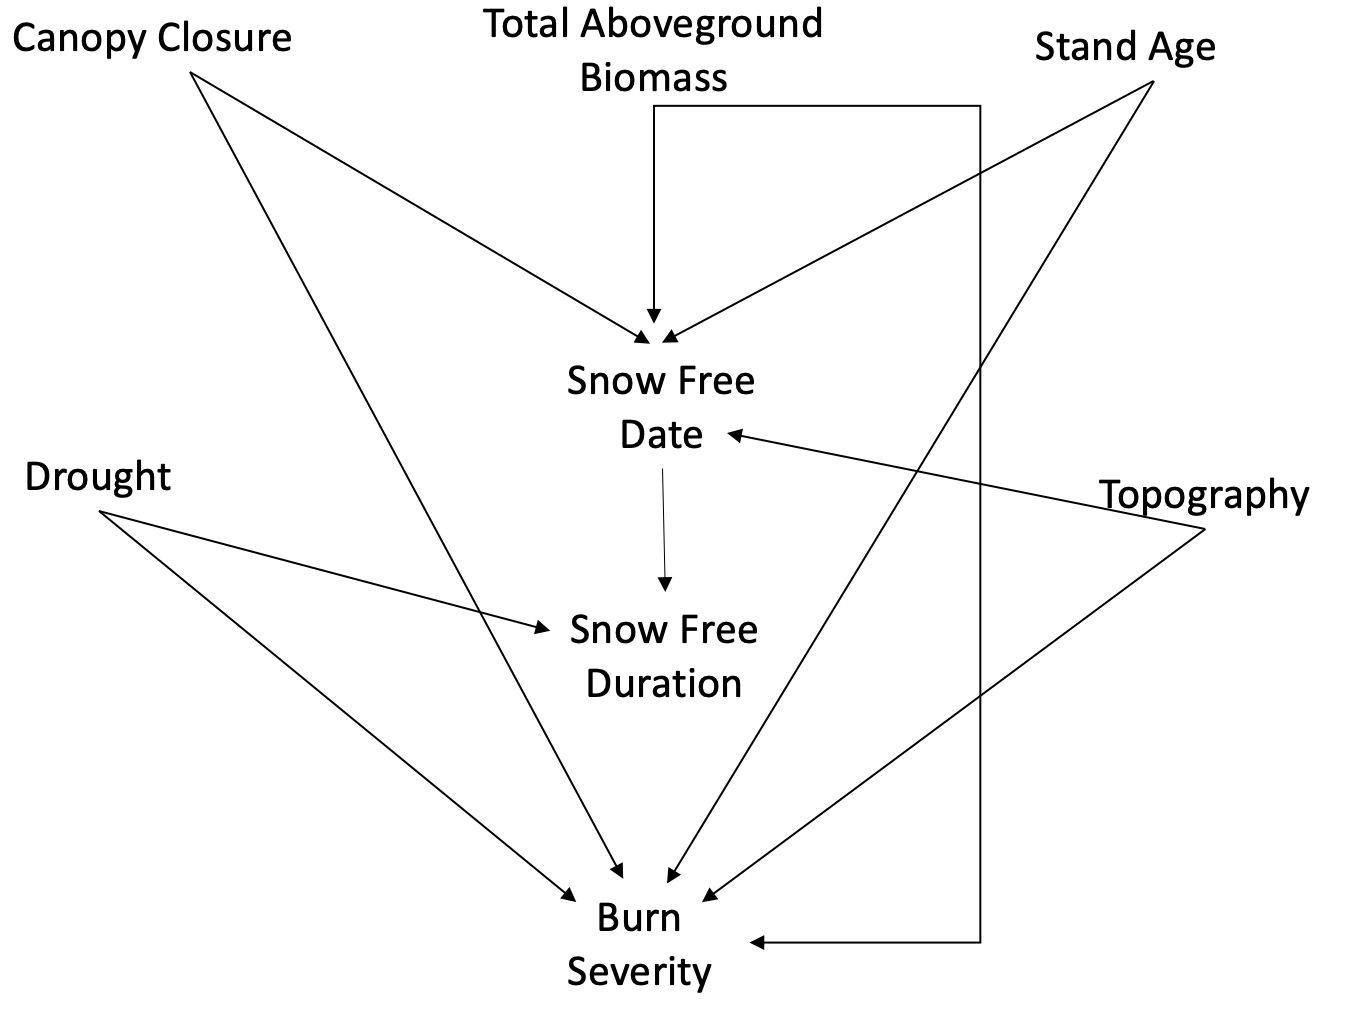 Canopy Closure
Total Aboveground
Biomass
Stand Age
Snow Free
Date
Drought
Topography
Snow Free
Duration
Burn
Severity